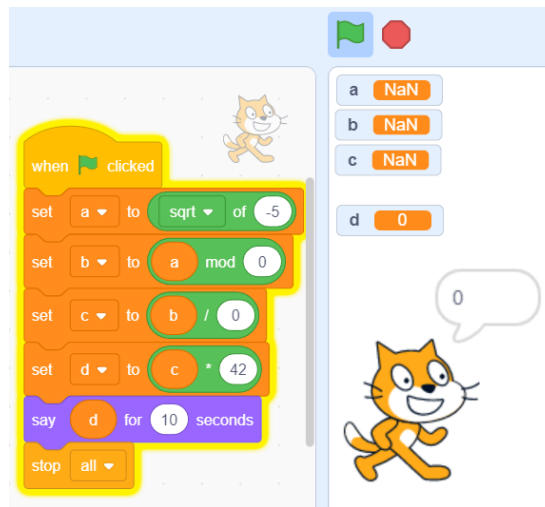 when clicked
set a to sqrt of -5
set b to a mod 0
set c to b / 0
set d to c * 42
say d for 10 seconds
stop all
a NaN
b NaN
c NaN
d 0
0